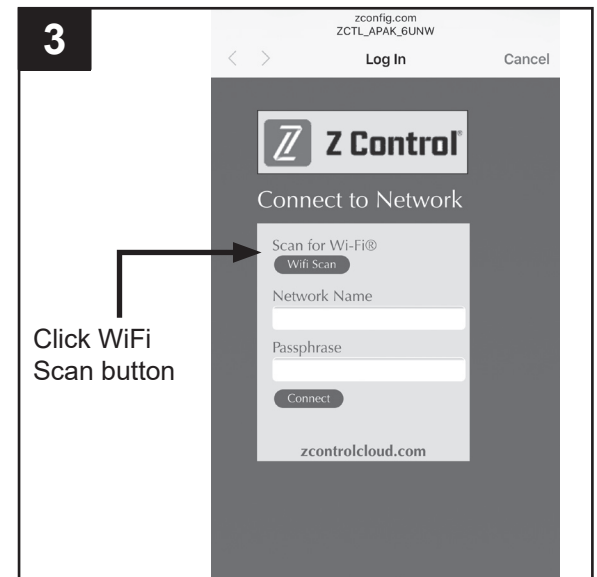 3
zconfig.com
ZCTL_APAK_6UNW
< > Log In Cancel
Z Control®
Connect to Network
Scan for Wi-Fi®
Wifi Scan
Network Name
Click WiFi
Scan button
Passphrase
Connect
zcontrolcloud.com